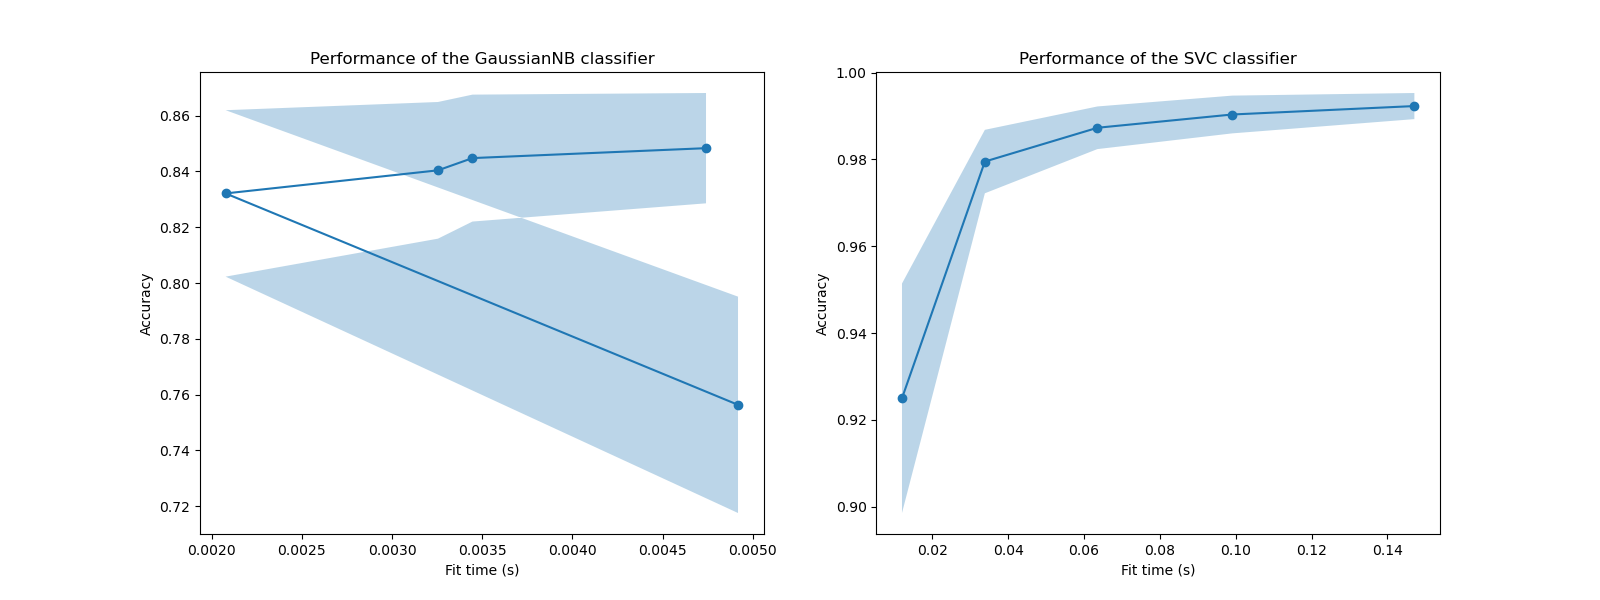 Performance of the GaussianNB classifier
0.86
0.84
0.82
0.80
0.78
0.76
0.74
0.72
Accuracy
0.0020 0.0025 0.0030 0.0035 0.0040 0.0045 0.0050
Fit time (s)
Performance of the SVC classifier
1.00
0.98
0.96
0.94
0.92
0.90
Accuracy
0.02 0.04 0.06 0.08 0.10 0.12 0.14
Fit time (s)